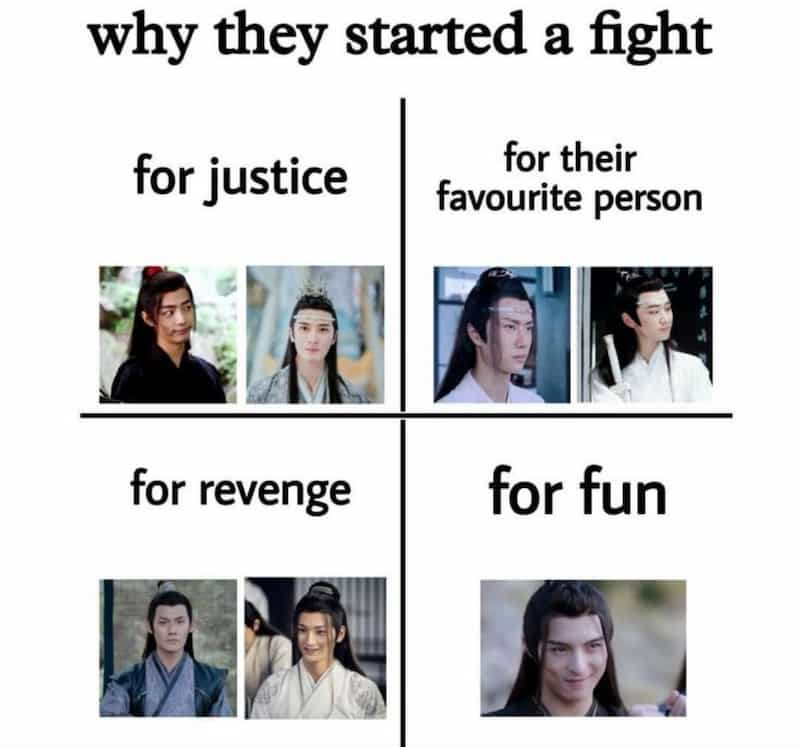 why they started a fight
for justice
for their
favourite person
for revenge
for fun